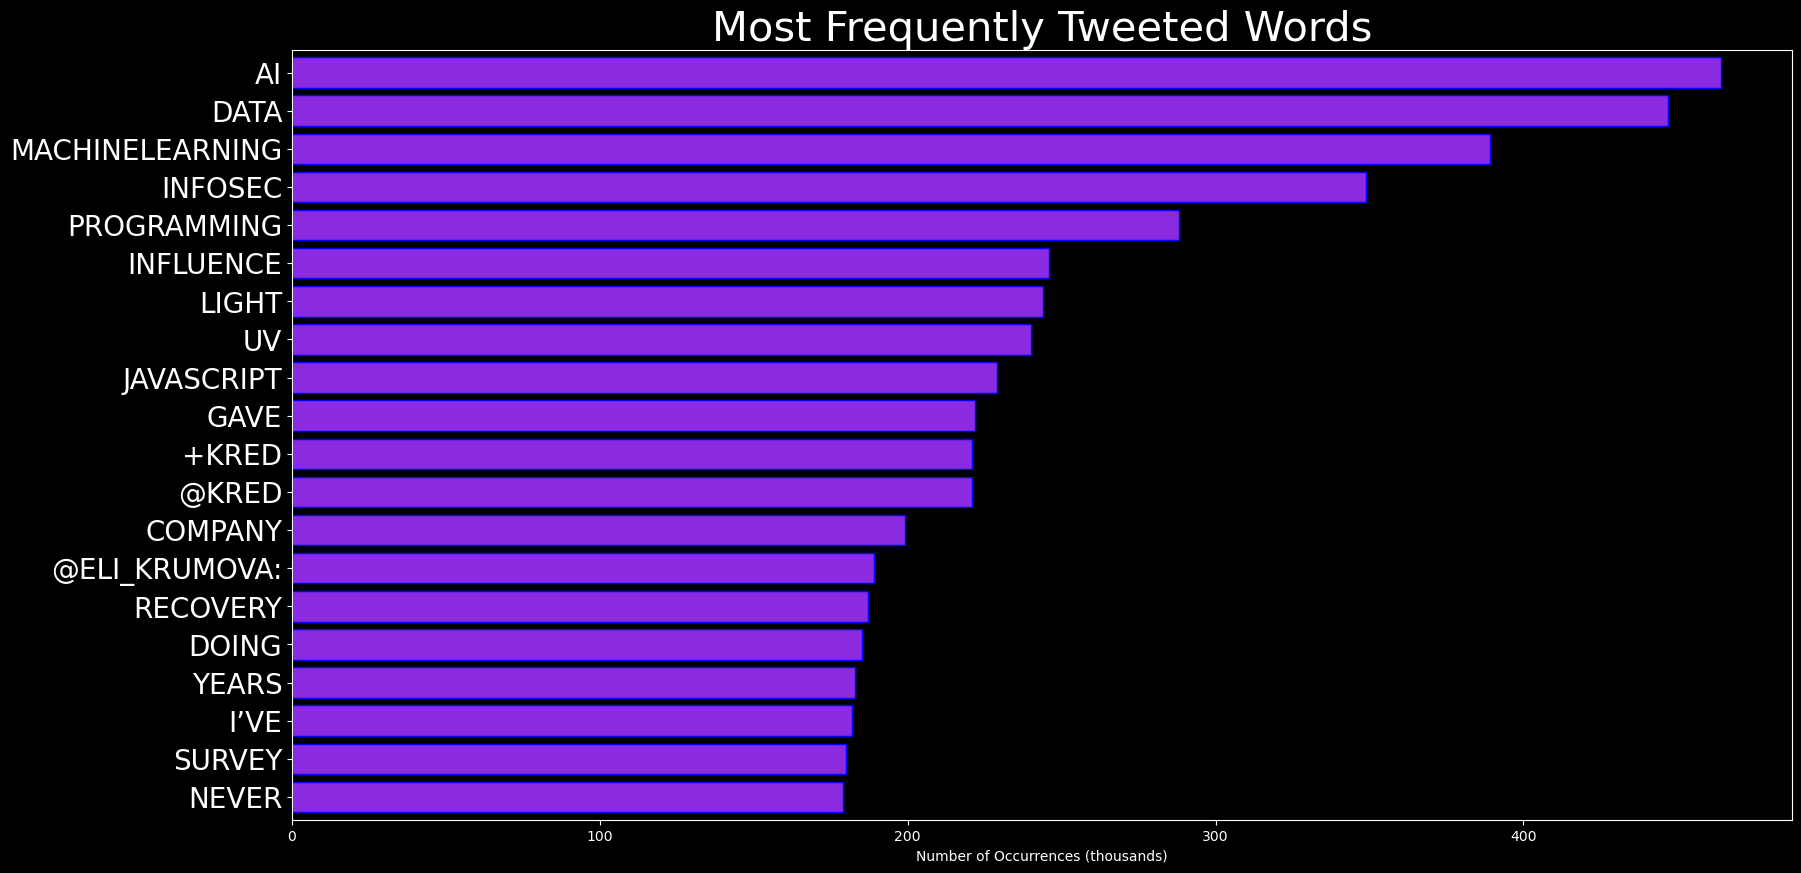 Most Frequently Tweeted Words
AI
DATA
MACHINELEARNING
INFOSEC
PROGRAMMING
INFLUENCE
LIGHT
UV
JAVASCRIPT
GAVE
+KRED
@KRED
COMPANY
@ELI_KRUMOVA:
RECOVERY
DOING
YEARS
I’VE
SURVEY
NEVER
0 100 200 300 400
Number of Occurrences (thousands)